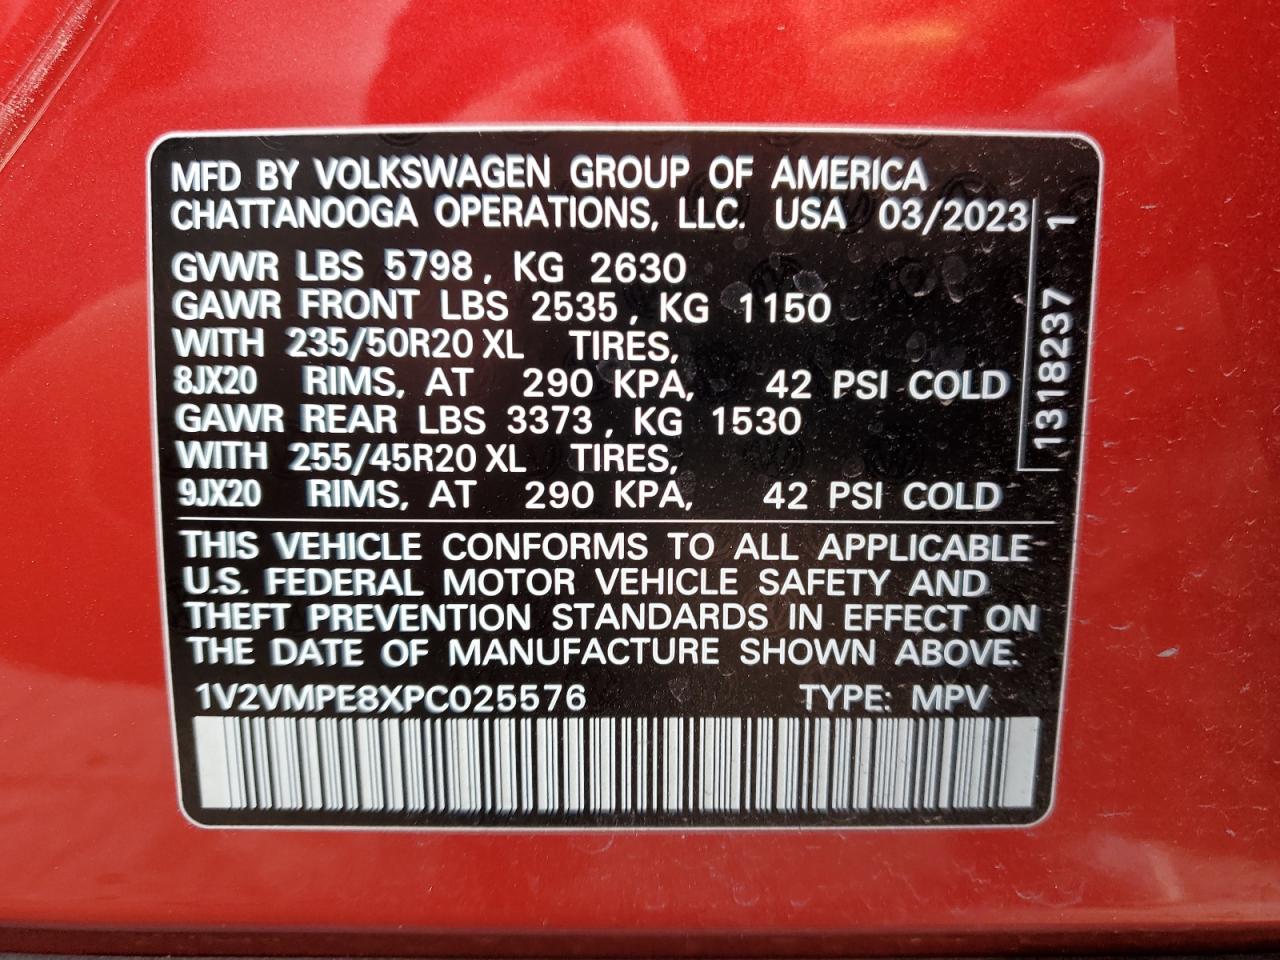 MFD BY VOLKSWAGEN GROUP OF AMERICA
CHATTANOOGA OPERATIONS, LLC. USA 03/2023
GVWR LBS 5798, KG 2630
GAWR FRONT LBS 2535, KG 1150
WITH 235/50R20 XL TIRES,
8JX20 RIMS, AT 290 KPA, 42 PSI COLD
GAWR REAR LBS 3373, KG 1530
WITH 255/45R20 XL TIRES,
9JX20 RIMS, AT 290 KPA, 42 PSI COLD
1318237 1
THIS VEHICLE CONFORMS TO ALL APPLICABLE
U.S. FEDERAL MOTOR VEHICLE SAFETY AND
THEFT PREVENTION STANDARDS IN EFFECT ON
THE DATE OF MANUFACTURE SHOWN ABOVE.
1V2VMPE8XPC025576 TYPE: MPV